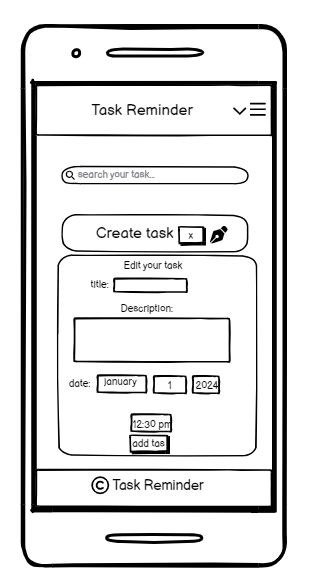 Task Reminder
search your task...
Create task x
Edit your task
title:
Description:
date: january 1 2024
12:30 pm
add tas
© Task Reminder